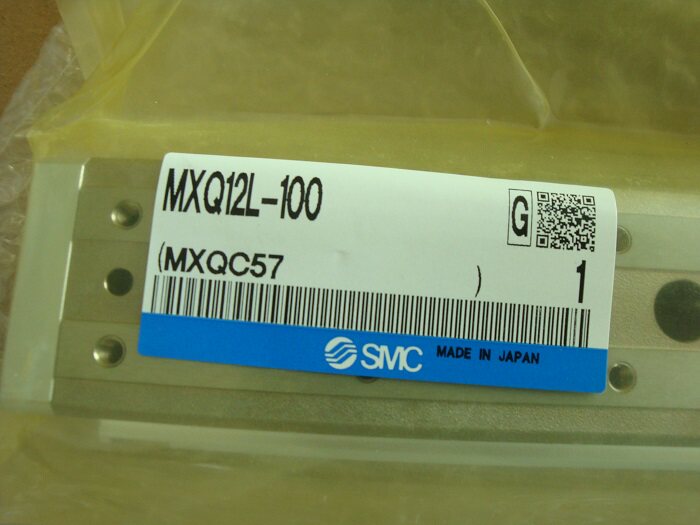 MXQ12L-100
G
(MXQC57 )
1
SMC MADE IN JAPAN